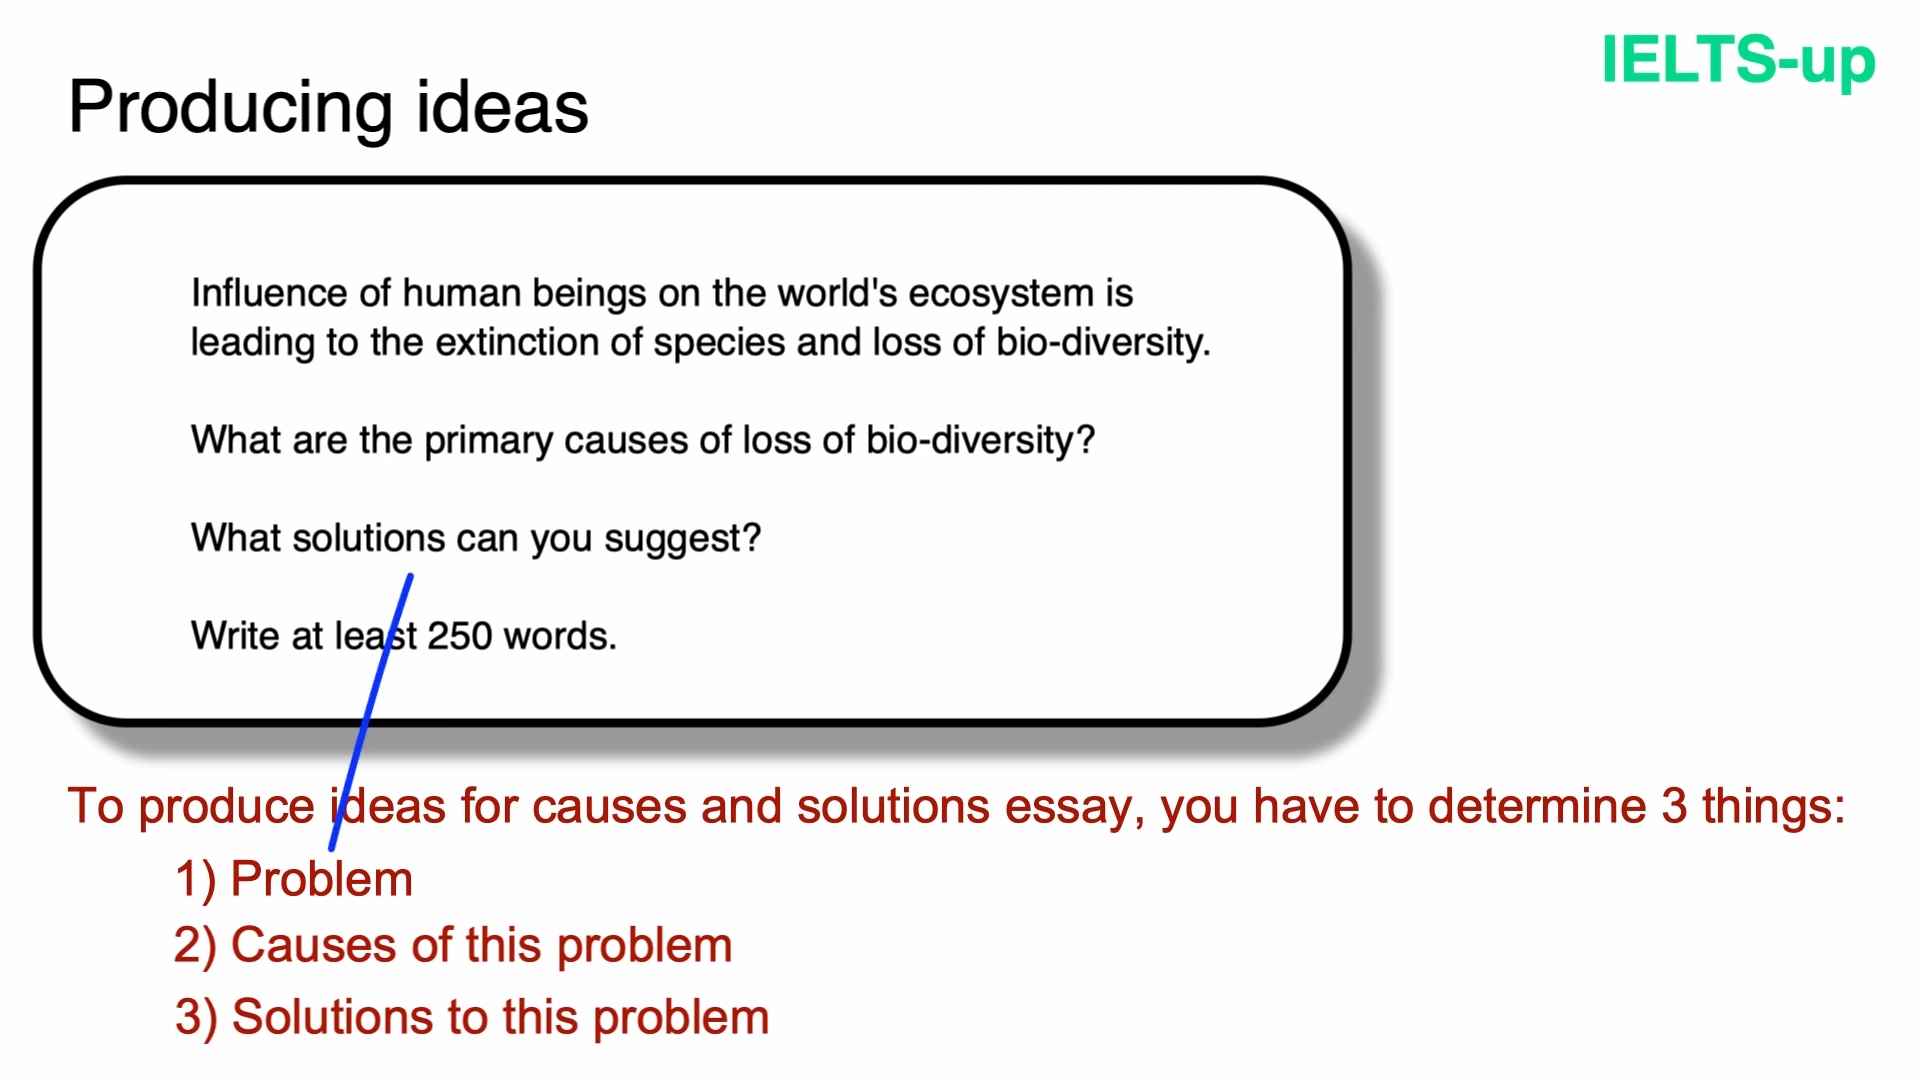 IELTS-up
Producing ideas
Influence of human beings on the world's ecosystem is
leading to the extinction of species and loss of bio-diversity.
What are the primary causes of loss of bio-diversity?
What solutions can you suggest?
Write at least 250 words.
To produce ideas for causes and solutions essay, you have to determine 3 things:
1) Problem
2) Causes of this problem
3) Solutions to this problem